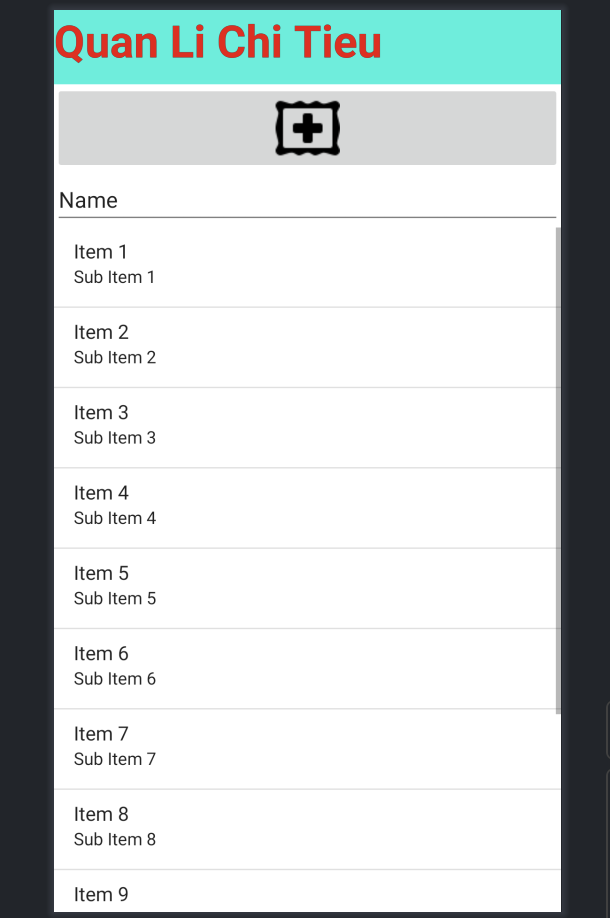 Quan Li Chi Tieu
Name
Item 1
Sub Item 1
Item 2
Sub Item 2
Item 3
Sub Item 3
Item 4
Sub Item 4
Item 5
Sub Item 5
Item 6
Sub Item 6
Item 7
Sub Item 7
Item 8
Sub Item 8
Item 9